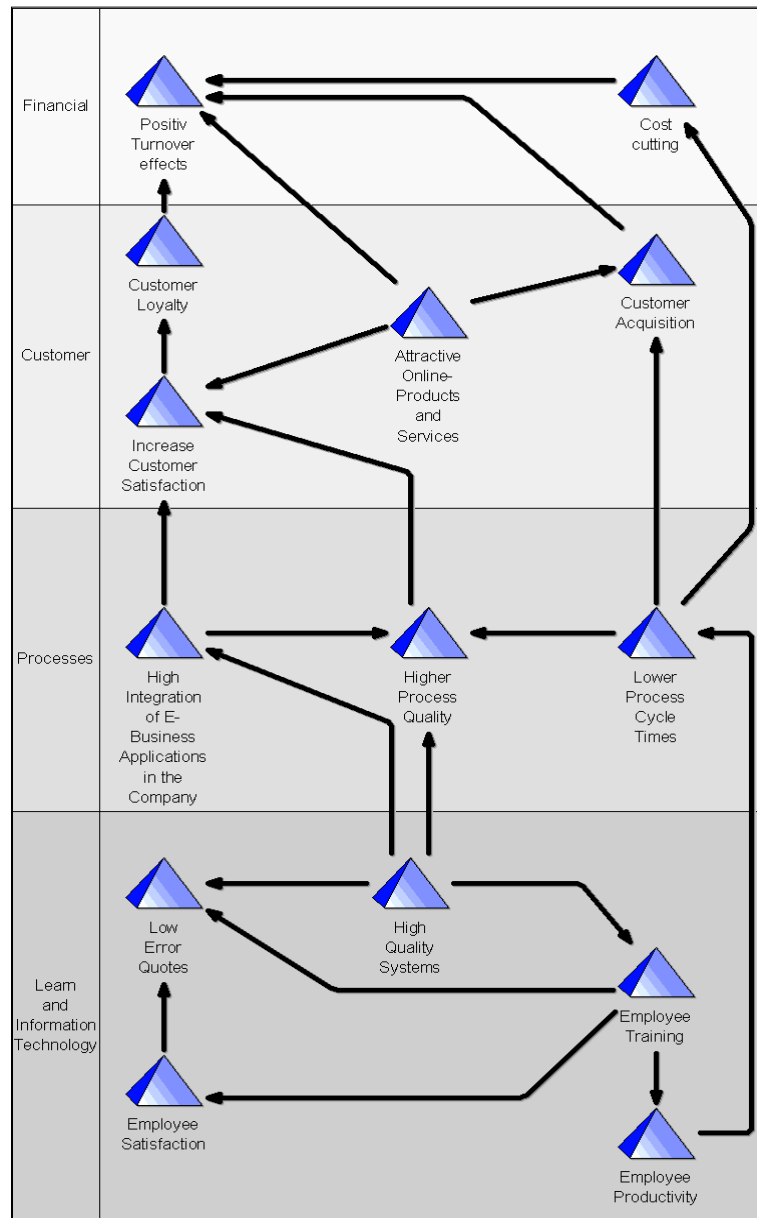 Financial
Positiv
Turnover
effects
Cost
cutting
Customer
Customer
Loyalty
Attractive
Online-
Products
and
Services
Customer
Acquisition
Increase
Customer
Satisfaction
Processes
High
Integration
of E-
Business
Applications
in the
Company
Higher
Process
Quality
Lower
Process
Cycle
Times
Learn
and
Information
Technology
Low
Error
Quotes
High
Quality
Systems
Employee
Training
Employee
Satisfaction
Employee
Productivity